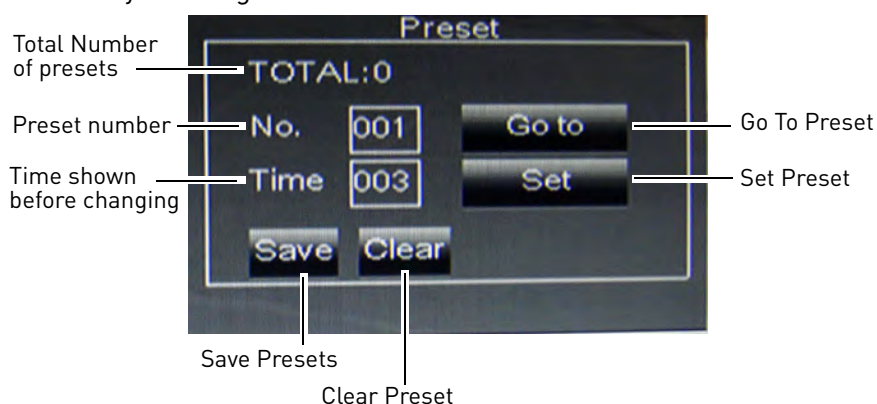 Preset
Total Number
of presets
TOTAL:0
Preset number
No.
001
Go to
Go To Preset
Time shown
before changing
Time
003
Set
Set Preset
Save
Clear
Save Presets
Clear Preset